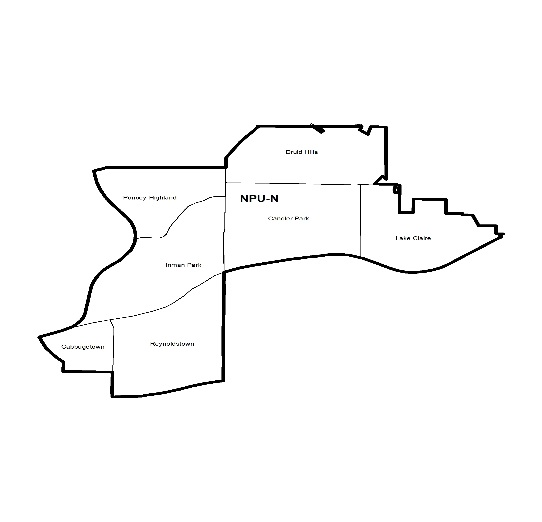 Druid Hills
Poncey-Highland
NPU-N
Candler Park
Lake Claire
Inman Park
Cabbagetown
Reynoldstown